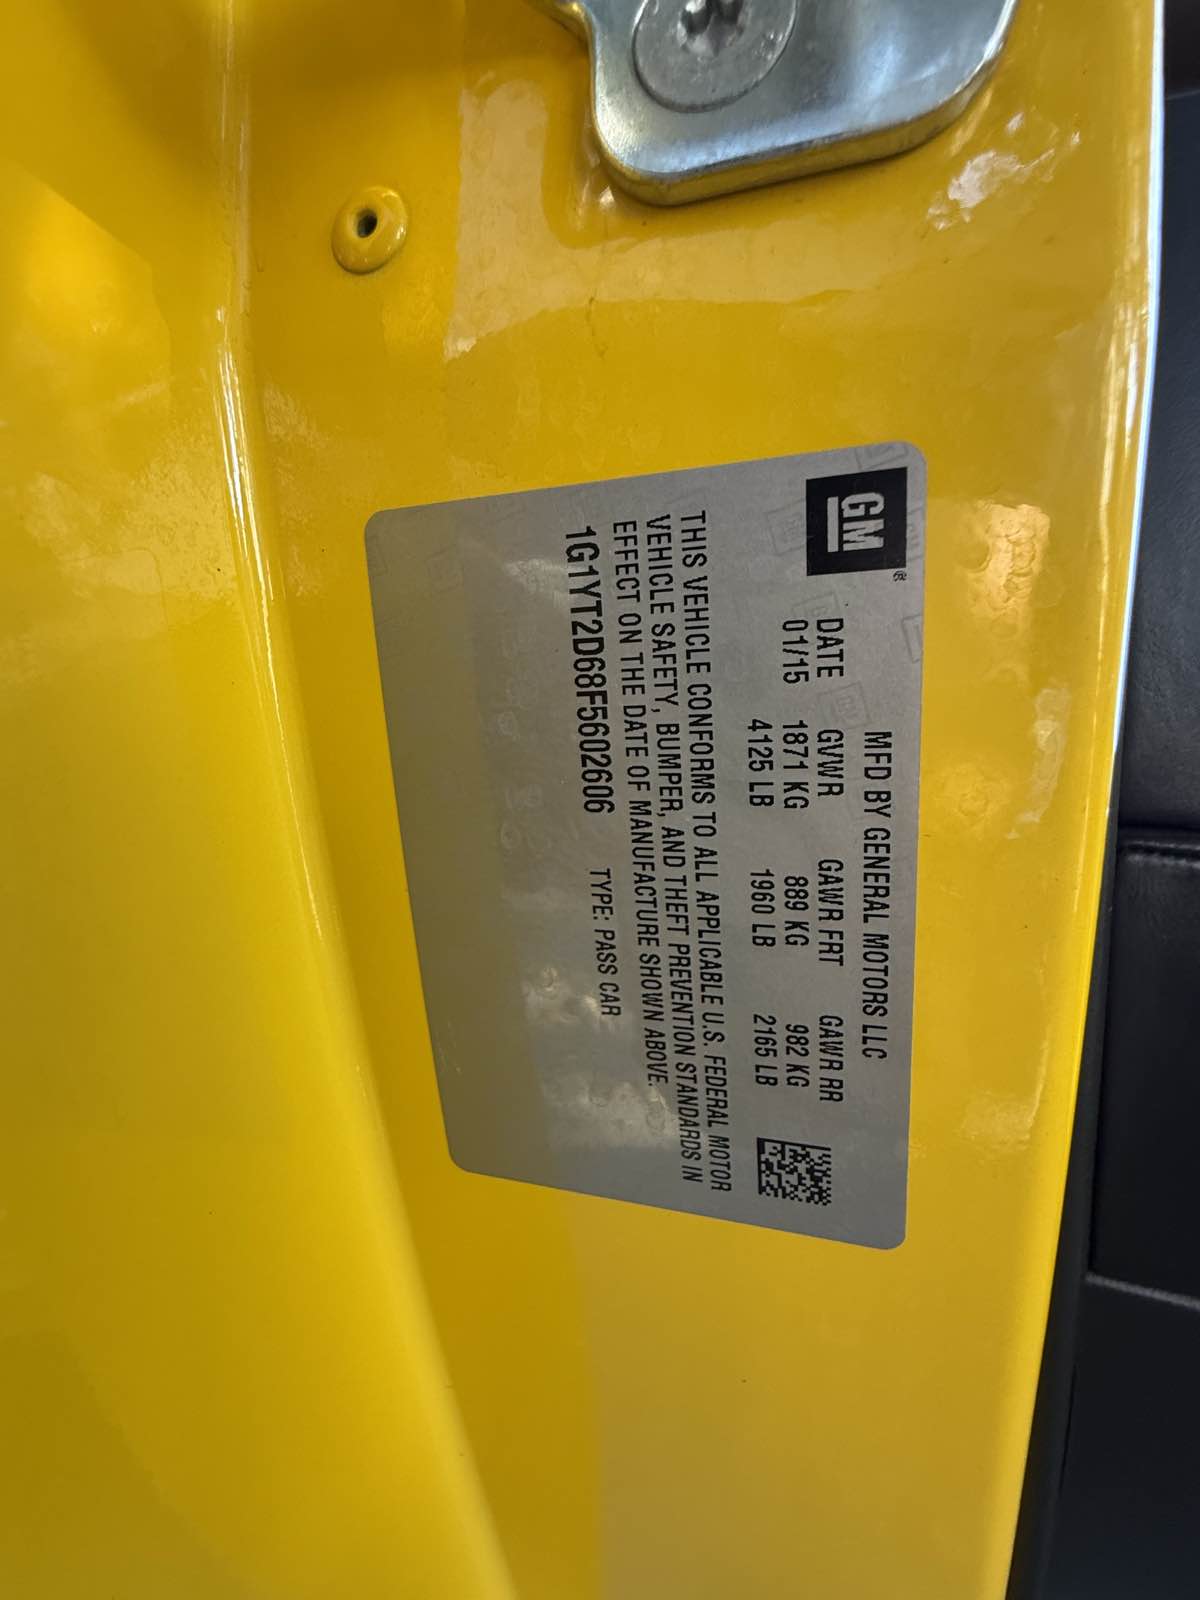 GM ®
MFD BY GENERAL MOTORS LLC
DATE GVWR GAWR FRT GAWR RR
01/15 1871 KG 889 KG 982 KG
4125 LB 1960 LB 2165 LB
THIS VEHICLE CONFORMS TO ALL APPLICABLE U.S. FEDERAL MOTOR
VEHICLE SAFETY, BUMPER, AND THEFT PREVENTION STANDARDS IN
EFFECT ON THE DATE OF MANUFACTURE SHOWN ABOVE.
1G1YT2D68F5602606 TYPE: PASS CAR